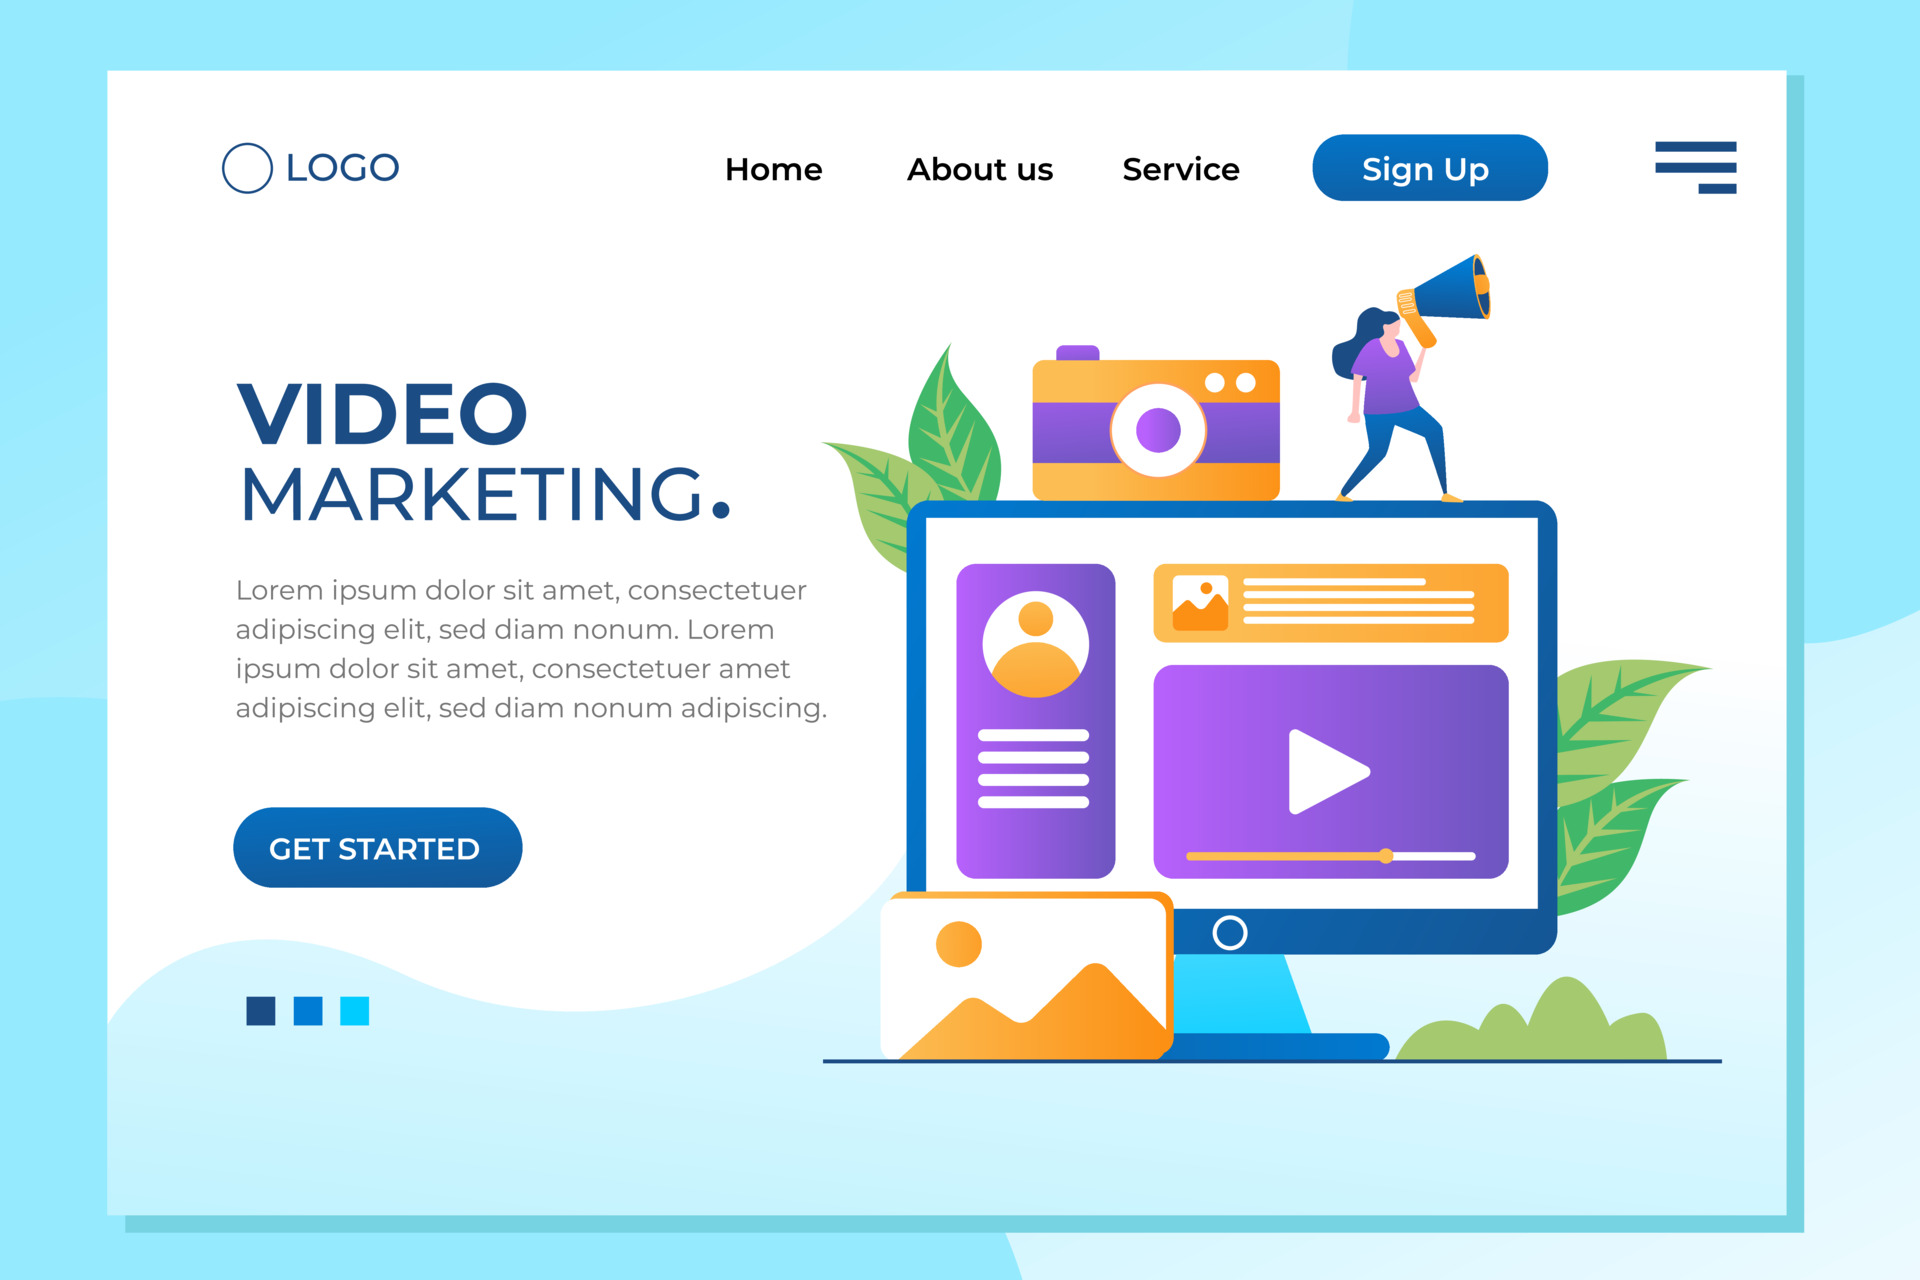 LOGO
Home
About us
Service
Sign Up
VIDEO
MARKETING.
Lorem ipsum dolor sit amet, consectetuer
adipiscing elit, sed diam nonum. Lorem
ipsum dolor sit amet, consectetuer amet
adipiscing elit, sed diam nonum adipiscing.
GET STARTED